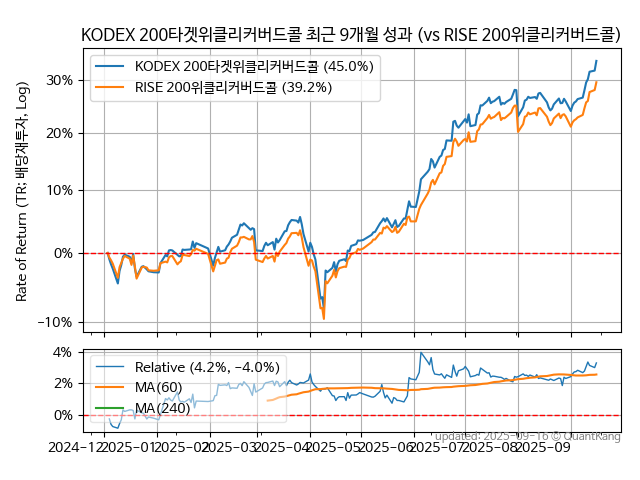 KODEX 200타겟위클리커버드콜 최근 9개월 성과 (vs RISE 200위클리커버드콜)
Rate of Return (TR: 배당재투자, Log)
KODEX 200타겟위클리커버드콜 (45.0%)
RISE 200위클리커버드콜 (39.2%)
30%
20%
10%
0%
−10%
4%
2%
0%
Relative (4.2%, −4.0%)
MA(60)
MA(240)
2024-12 2025-01 2025-02 2025-03 2025-04 2025-05 2025-06 2025-07 2025-08 2025-09
updated: 2025-09-16 © QuantKang